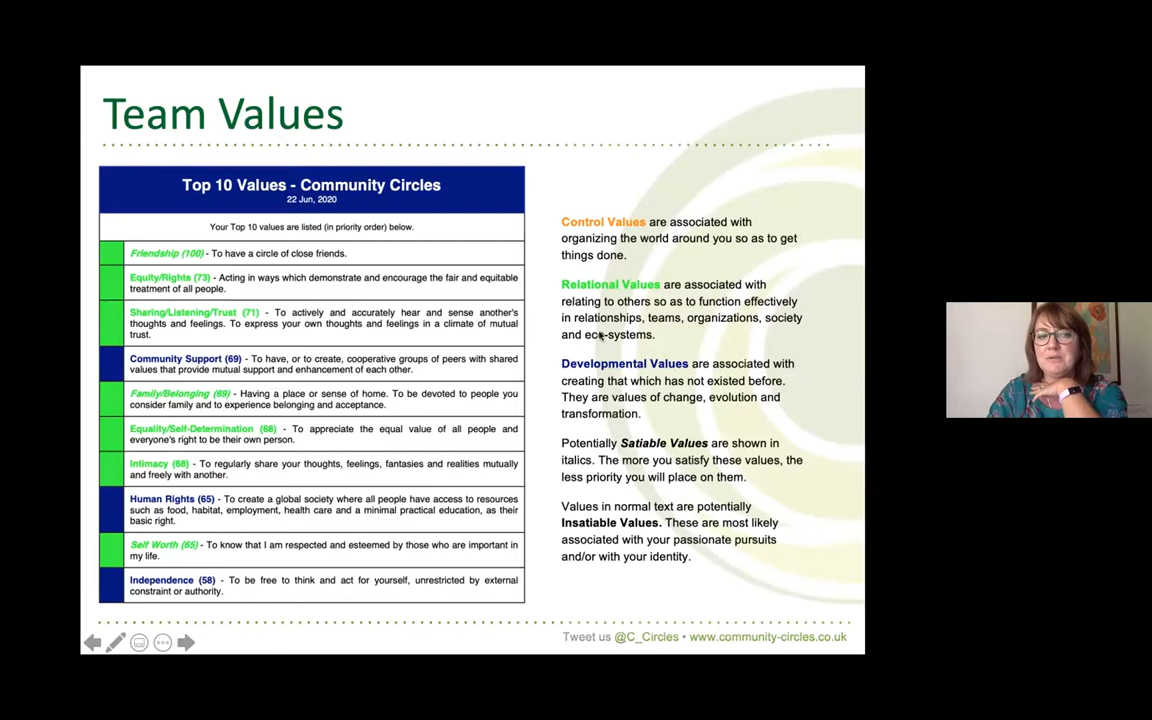 Team Values
Top 10 Values - Community Circles
22 Jun, 2020
Your Top 10 values are listed (in priority order) below.
Friendship (100) - To have a circle of close friends.
Equity/Rights (73) - Acting in ways which demonstrate and encourage the fair and equitable
treatment of all people.
Sharing/Listening/Trust (71) - To actively and accurately hear and sense another's
thoughts and feelings. To express your own thoughts and feelings in a climate of mutual
trust.
Community Support (69) - To have, or to create, cooperative groups of peers with shared
values that provide mutual support and enhancement of each other.
Family/Belonging (69) - Having a place or sense of home. To be devoted to people you
consider family and to experience belonging and acceptance.
Equality/Self-Determination (68) - To appreciate the equal value of all people and
everyone's right to be their own person.
Intimacy (68) - To regularly share your thoughts, feelings, fantasies and realities mutually
and freely with another.
Human Rights (65) - To create a global society where all people have access to resources
such as food, habitat, employment, health care and a minimal practical education, as their
basic right.
Self Worth (65) - To know that I am respected and esteemed by those who are important in
my life.
Independence (58) - To be free to think and act for yourself, unrestricted by external
constraint or authority.
Control Values are associated with
organizing the world around you so as to get
things done.
Relational Values are associated with
relating to others so as to function effectively
in relationships, teams, organizations, society
and eco-systems.
Developmental Values are associated with
creating that which has not existed before.
They are values of change, evolution and
transformation.
Potentially Satiable Values are shown in
italics. The more you satisfy these values, the
less priority you will place on them.
Values in normal text are potentially
Insatiable Values. These are most likely
associated with your passionate pursuits
and/or with your identity.
Tweet us @C_Circles • www.community-circles.co.uk